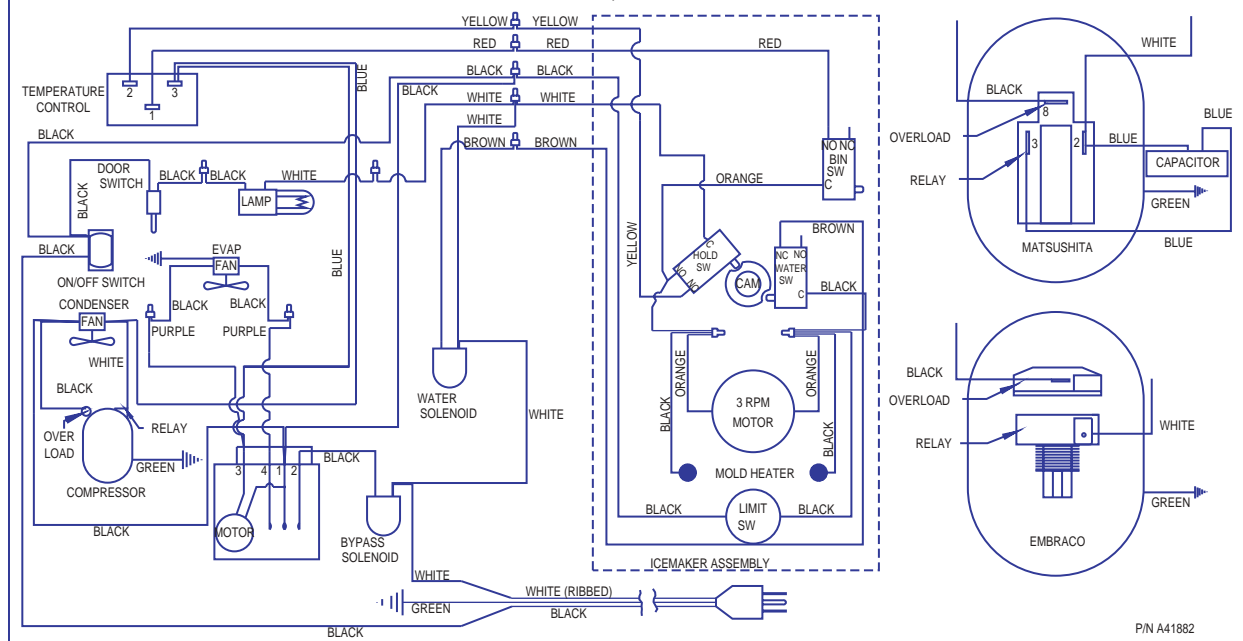 YELLOW YELLOW
RED RED RED
BLACK BLACK
BLACK
WHITE WHITE
WHITE
BROWN BROWN
TEMPERATURE
CONTROL
2 1 3
BLUE
BLACK
DOOR
SWITCH
BLACK BLACK
WHITE
LAMP
BLACK
BLACK
ON/OFF SWITCH
EVAP
FAN
BLUE
CONDENSER
FAN
BLACK
BLACK
PURPLE
PURPLE
WHITE
BLACK
OVER
LOAD
RELAY
GREEN
COMPRESSOR
BLACK
3 4 1 2
BLACK
MOTOR
BYPASS
SOLENOID
WATER
SOLENOID
WHITE
WHITE
WHITE (RIBBED)
GREEN
BLACK
BLACK
NO NC
BIN
SW
C
ORANGE
YELLOW
C
HOLD
SW
NO NC
CAM
BROWN
NC NO
WATER
SW
C
BLACK
ORANGE
ORANGE
BLACK
BLACK
3 RPM
MOTOR
MOLD HEATER
BLACK
LIMIT
SW
BLACK
ICEMAKER ASSEMBLY
WHITE
BLACK
8
OVERLOAD
3
2
BLUE
BLUE
CAPACITOR
RELAY
GREEN
MATSUSHITA
BLUE
BLACK
OVERLOAD
RELAY
WHITE
GREEN
EMBRACO
P/N A41882